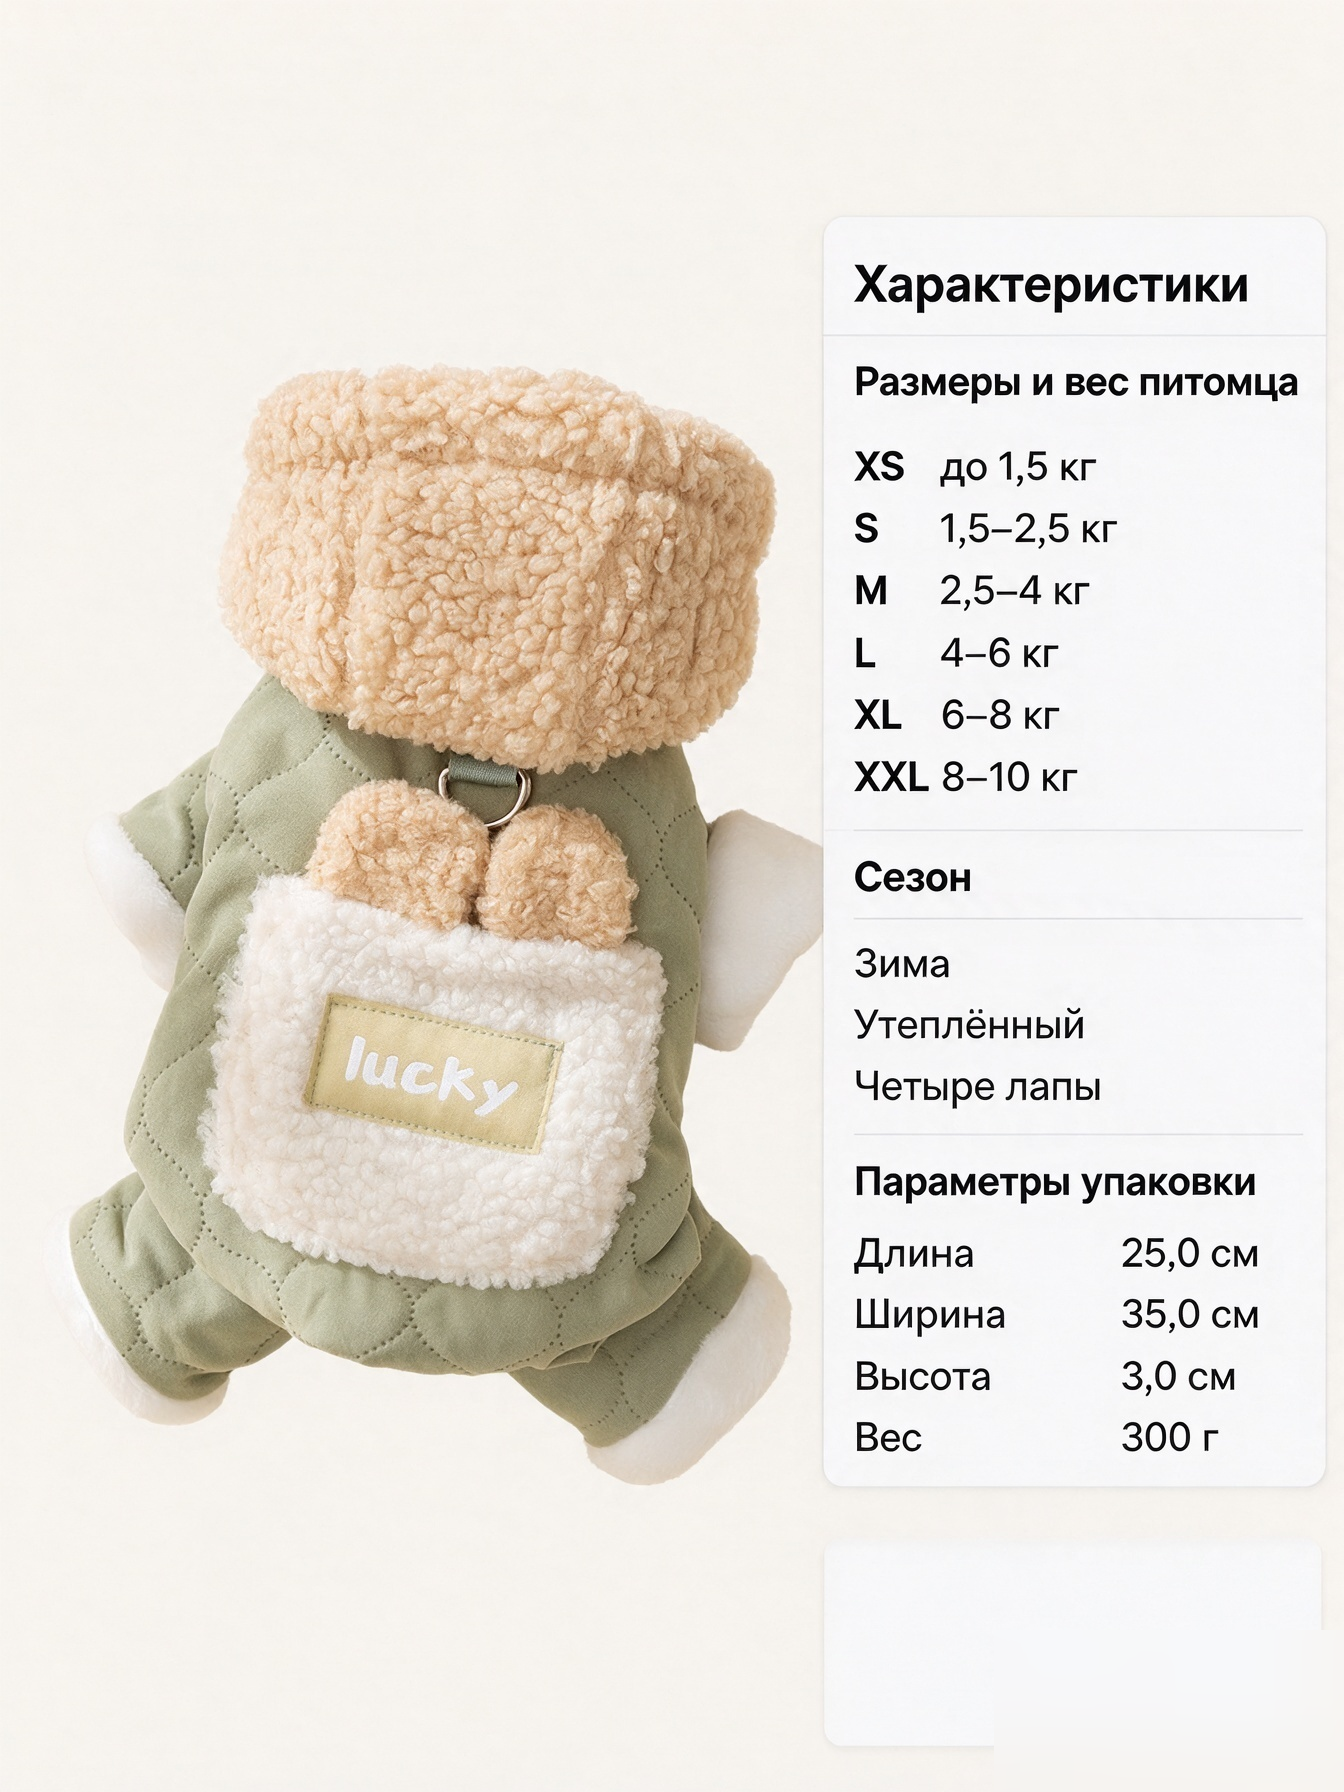 lucky
Характеристики
Размеры и вес питомца
XS до 1,5 кг
S 1,5–2,5 кг
M 2,5–4 кг
L 4–6 кг
XL 6–8 кг
XXL 8–10 кг
Сезон
Зима
Утеплённый
Четыре лапы
Параметры упаковки
Длина 25,0 см
Ширина 35,0 см
Высота 3,0 см
Вес 300 г